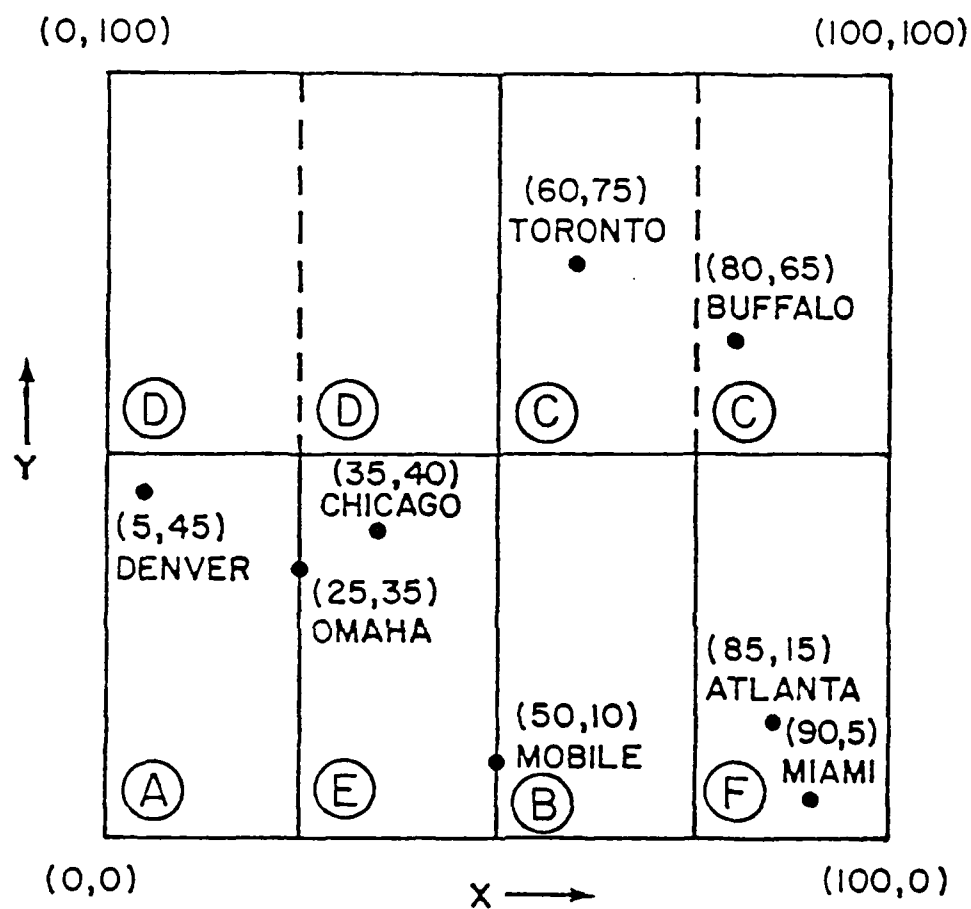 (0,100)
(100,100)
(60,75)
TORONTO
(80,65)
BUFFALO
D
D
C
C
Y
(35,40)
CHICAGO
(5,45)
DENVER
(25,35)
OMAHA
(85,15)
ATLANTA
(50,10)
MOBILE
(90,5)
MIAMI
A
E
B
F
(0,0)
X
(100,0)